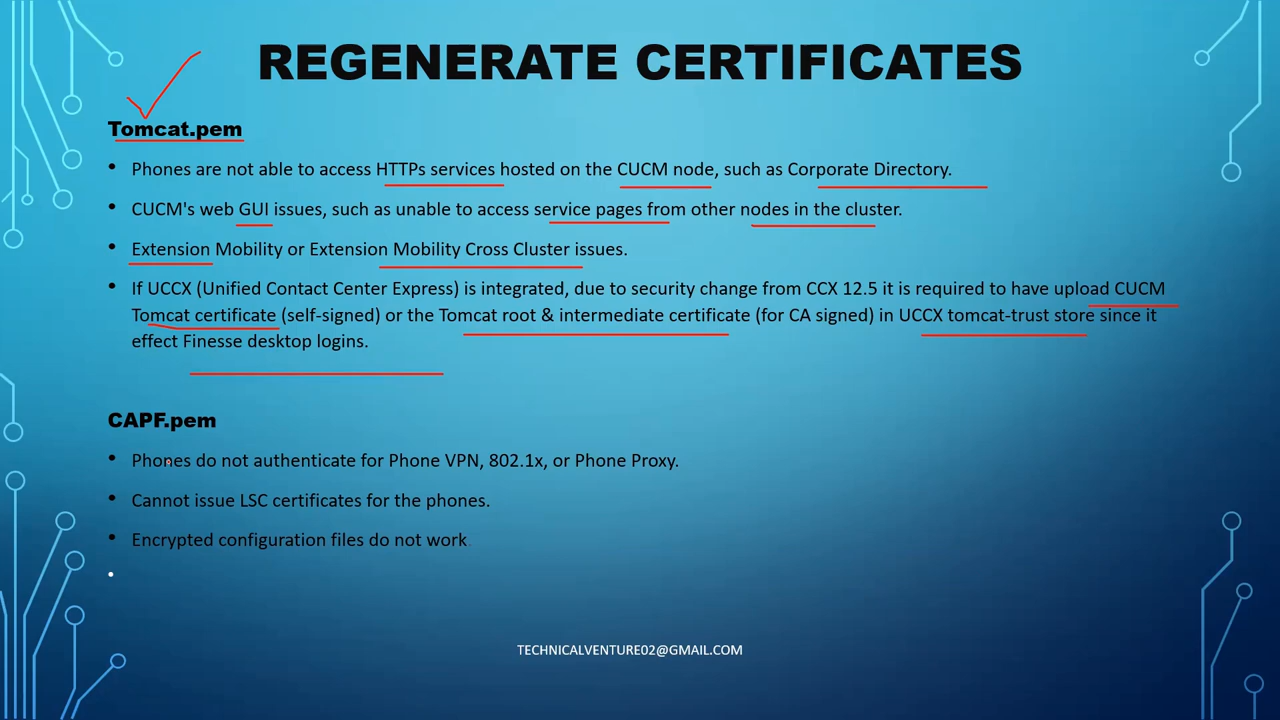 REGENERATE CERTIFICATES
Tomcat.pem
• Phones are not able to access HTTPs services hosted on the CUCM node, such as Corporate Directory.
• CUCM's web GUI issues, such as unable to access service pages from other nodes in the cluster.
• Extension Mobility or Extension Mobility Cross Cluster issues.
• If UCCX (Unified Contact Center Express) is integrated, due to security change from CCX 12.5 it is required to have upload CUCM
Tomcat certificate (self-signed) or the Tomcat root & intermediate certificate (for CA signed) in UCCX tomcat-trust store since it
effect Finesse desktop logins.
CAPF.pem
• Phones do not authenticate for Phone VPN, 802.1x, or Phone Proxy.
• Cannot issue LSC certificates for the phones.
• Encrypted configuration files do not work.
•
TECHNICALVENTURE02@GMAIL.COM